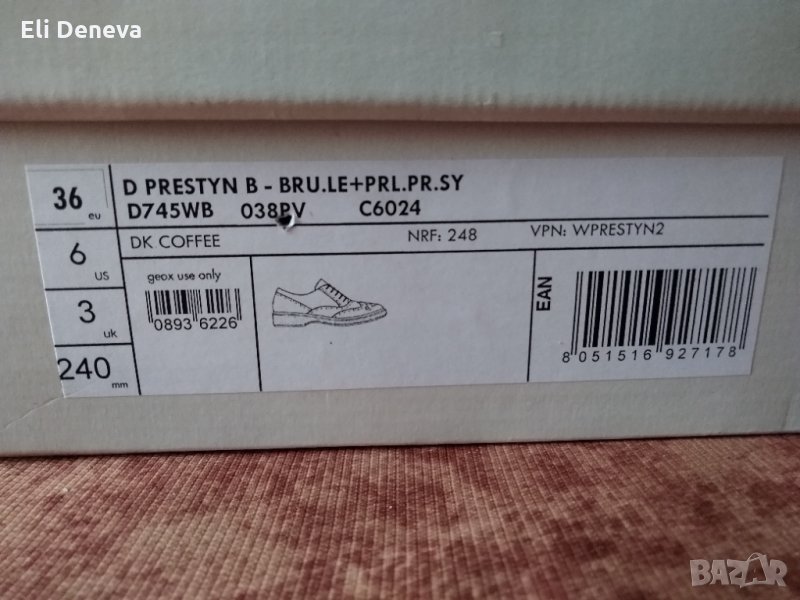 Eli Deneva
36 eu
D PRESTYN B - BRU.LE+PRL.PR.SY
D745WB 038PV C6024
6 US
DK COFFEE NRF: 248 VPN: WPRESTYN2
3 uk
geox use only
0893 6226
240 mm
EAN
8 051516 927178
BAZAR